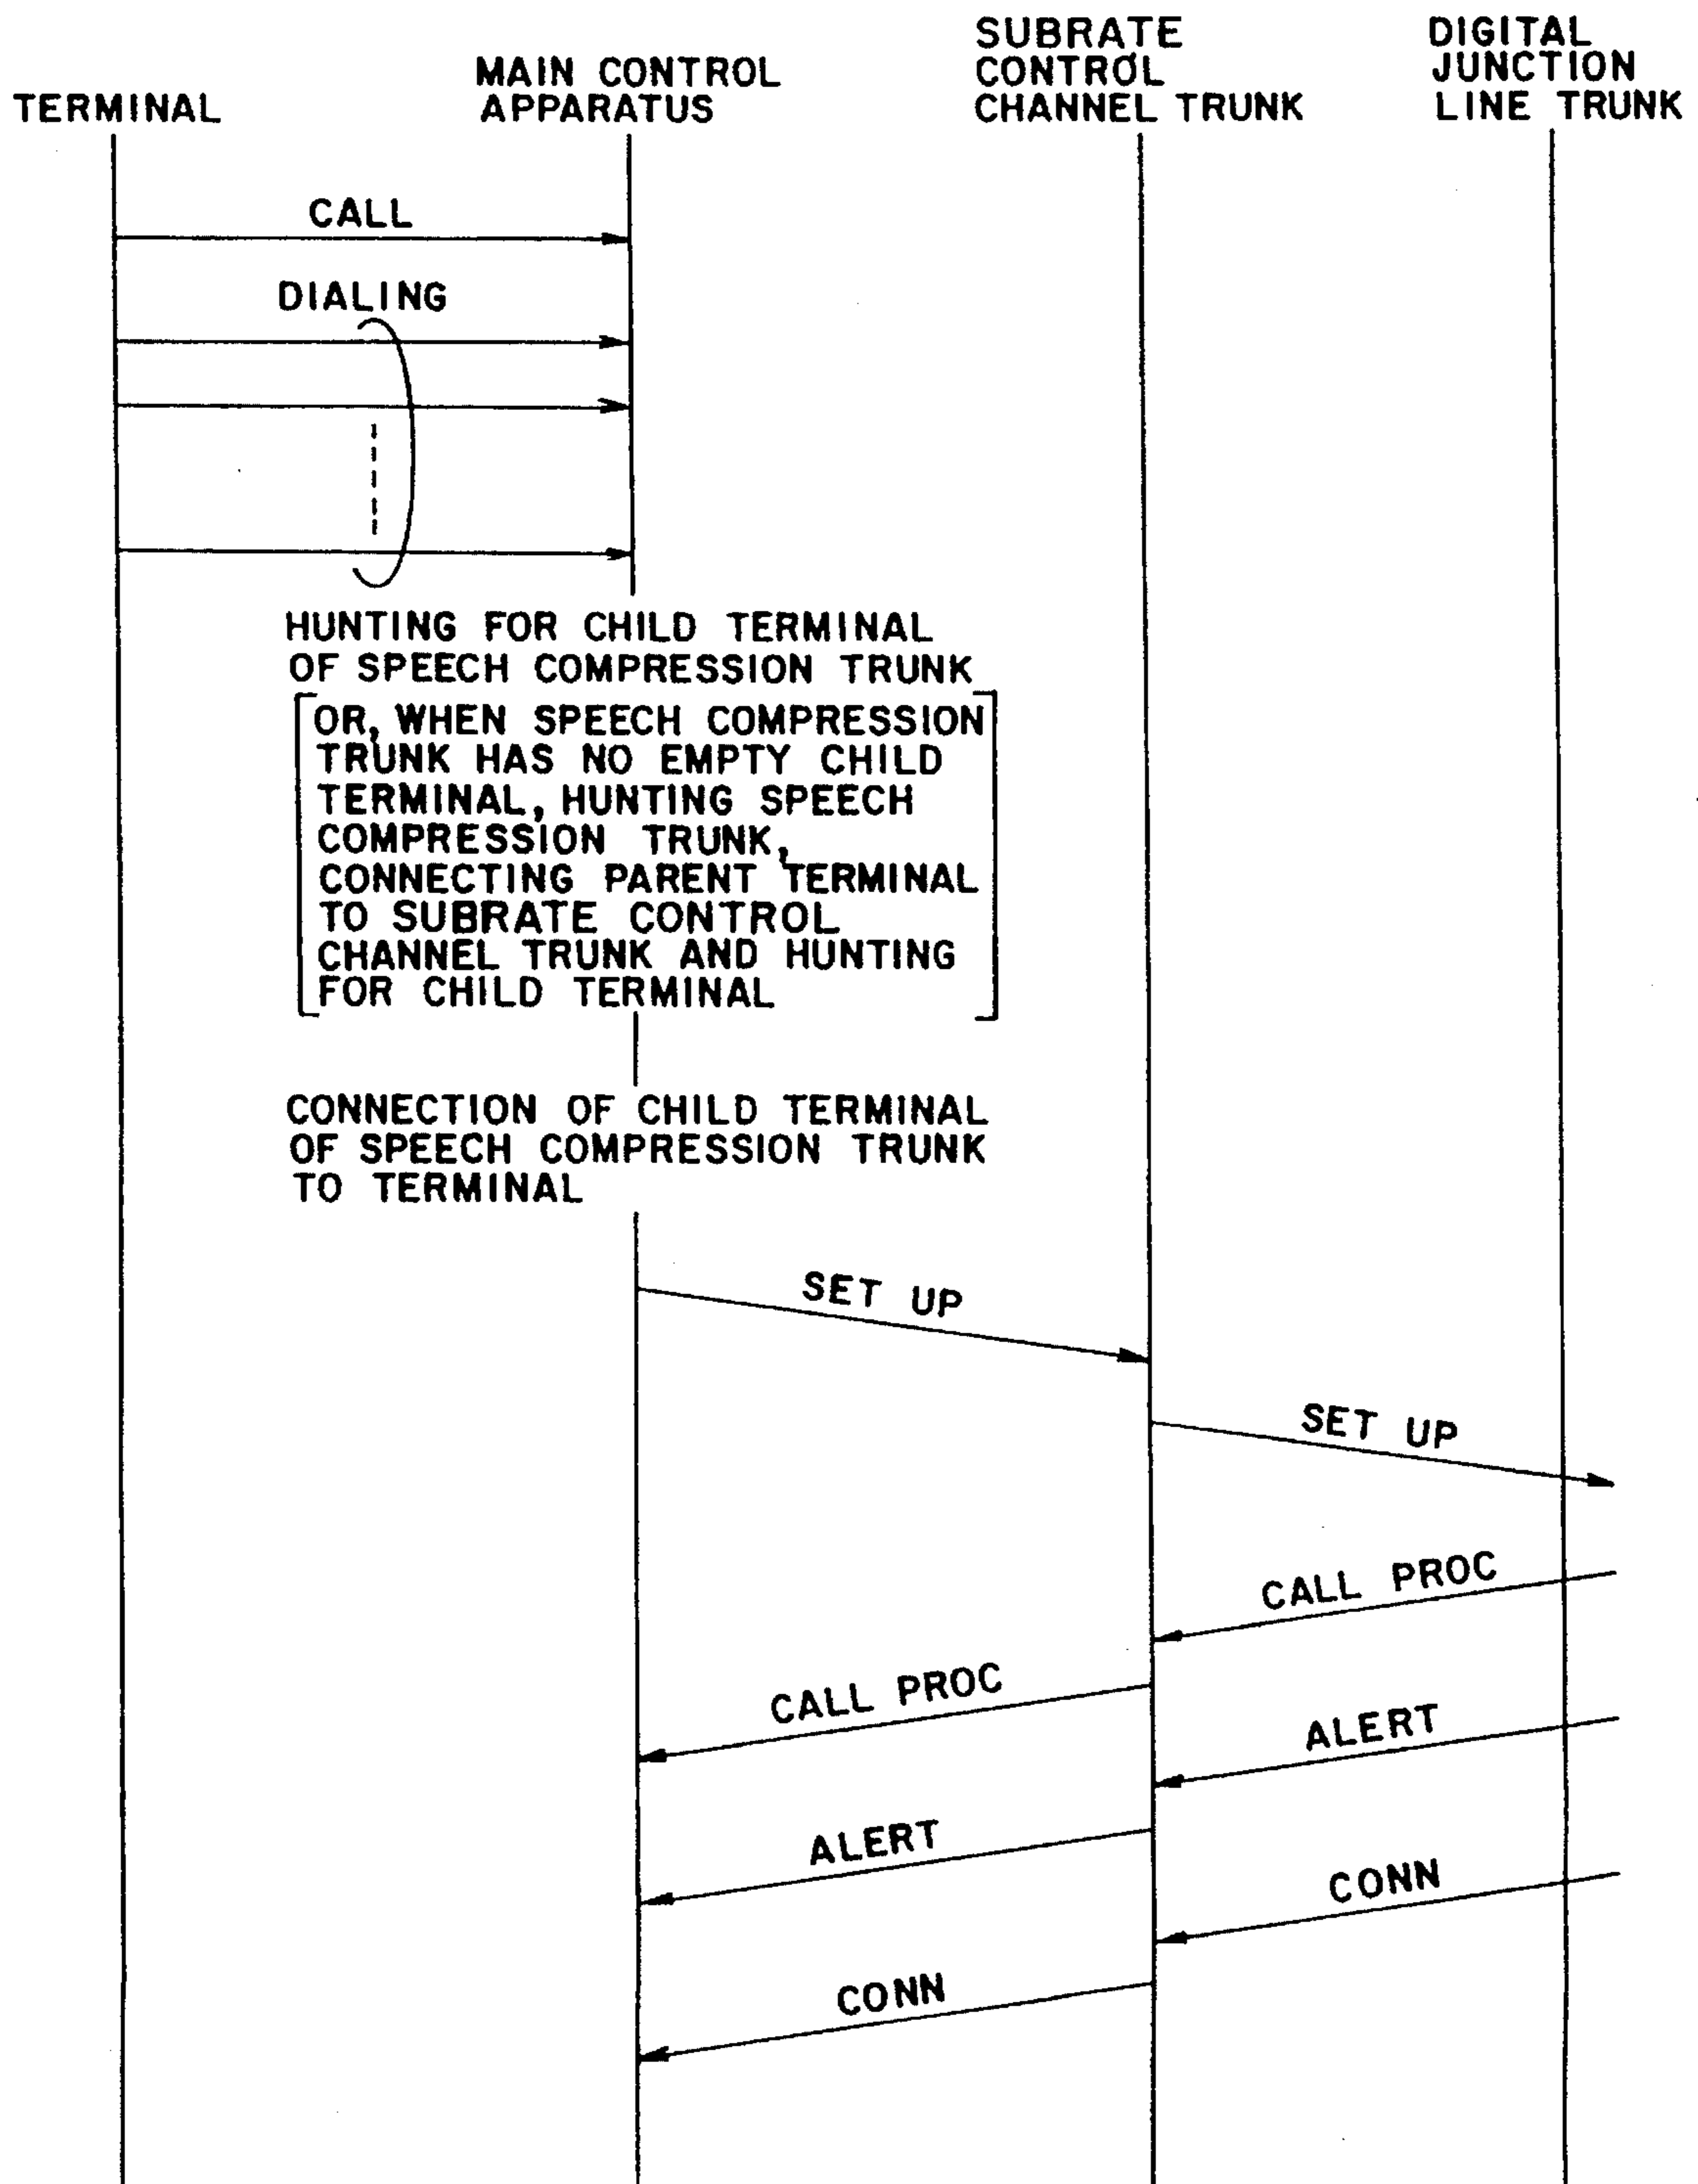 TERMINAL
MAIN CONTROL
APPARATUS
SUBRATE
CONTROL
CHANNEL TRUNK
DIGITAL
JUNCTION
LINE TRUNK
CALL
DIALING
HUNTING FOR CHILD TERMINAL
OF SPEECH COMPRESSION TRUNK
OR, WHEN SPEECH COMPRESSION
TRUNK HAS NO EMPTY CHILD
TERMINAL, HUNTING SPEECH
COMPRESSION TRUNK,
CONNECTING PARENT TERMINAL
TO SUBRATE CONTROL
CHANNEL TRUNK AND HUNTING
FOR CHILD TERMINAL
CONNECTION OF CHILD TERMINAL
OF SPEECH COMPRESSION TRUNK
TO TERMINAL
SET UP
SET UP
CALL PROC
CALL PROC
ALERT
ALERT
CONN
CONN